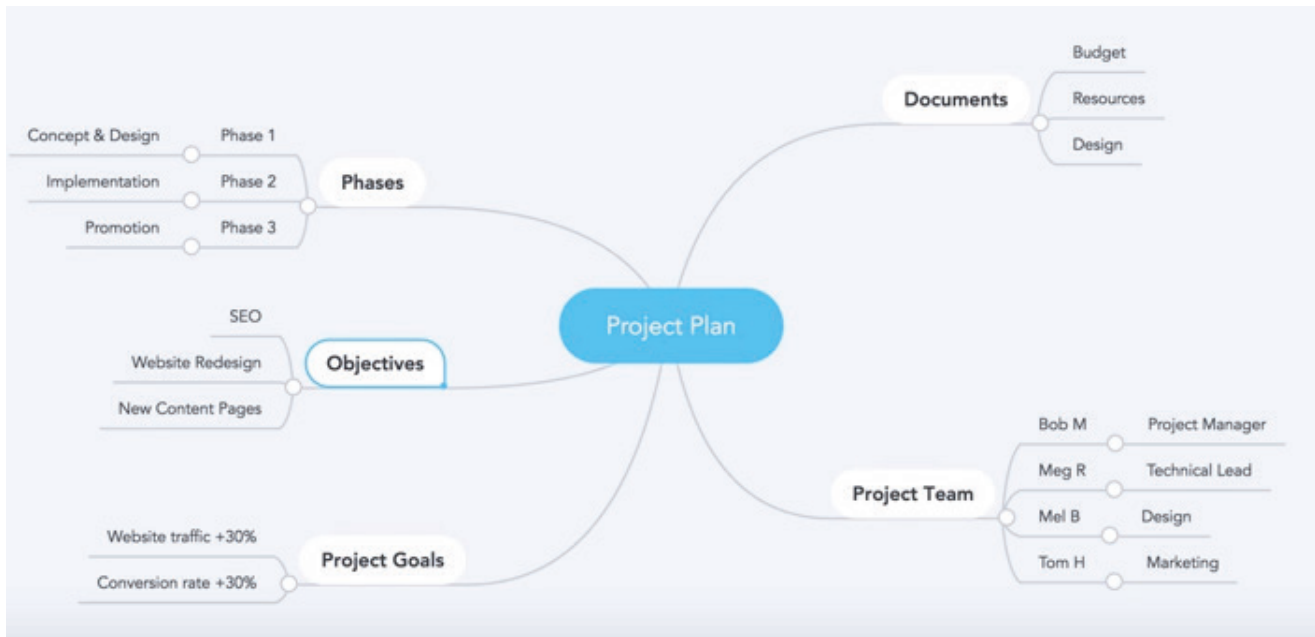 Project Plan
Phases
Phase 1
Concept & Design
Phase 2
Implementation
Phase 3
Promotion
Objectives
SEO
Website Redesign
New Content Pages
Project Goals
Website traffic +30%
Conversion rate +30%
Documents
Budget
Resources
Design
Project Team
Bob M
Project Manager
Meg R
Technical Lead
Mel B
Design
Tom H
Marketing